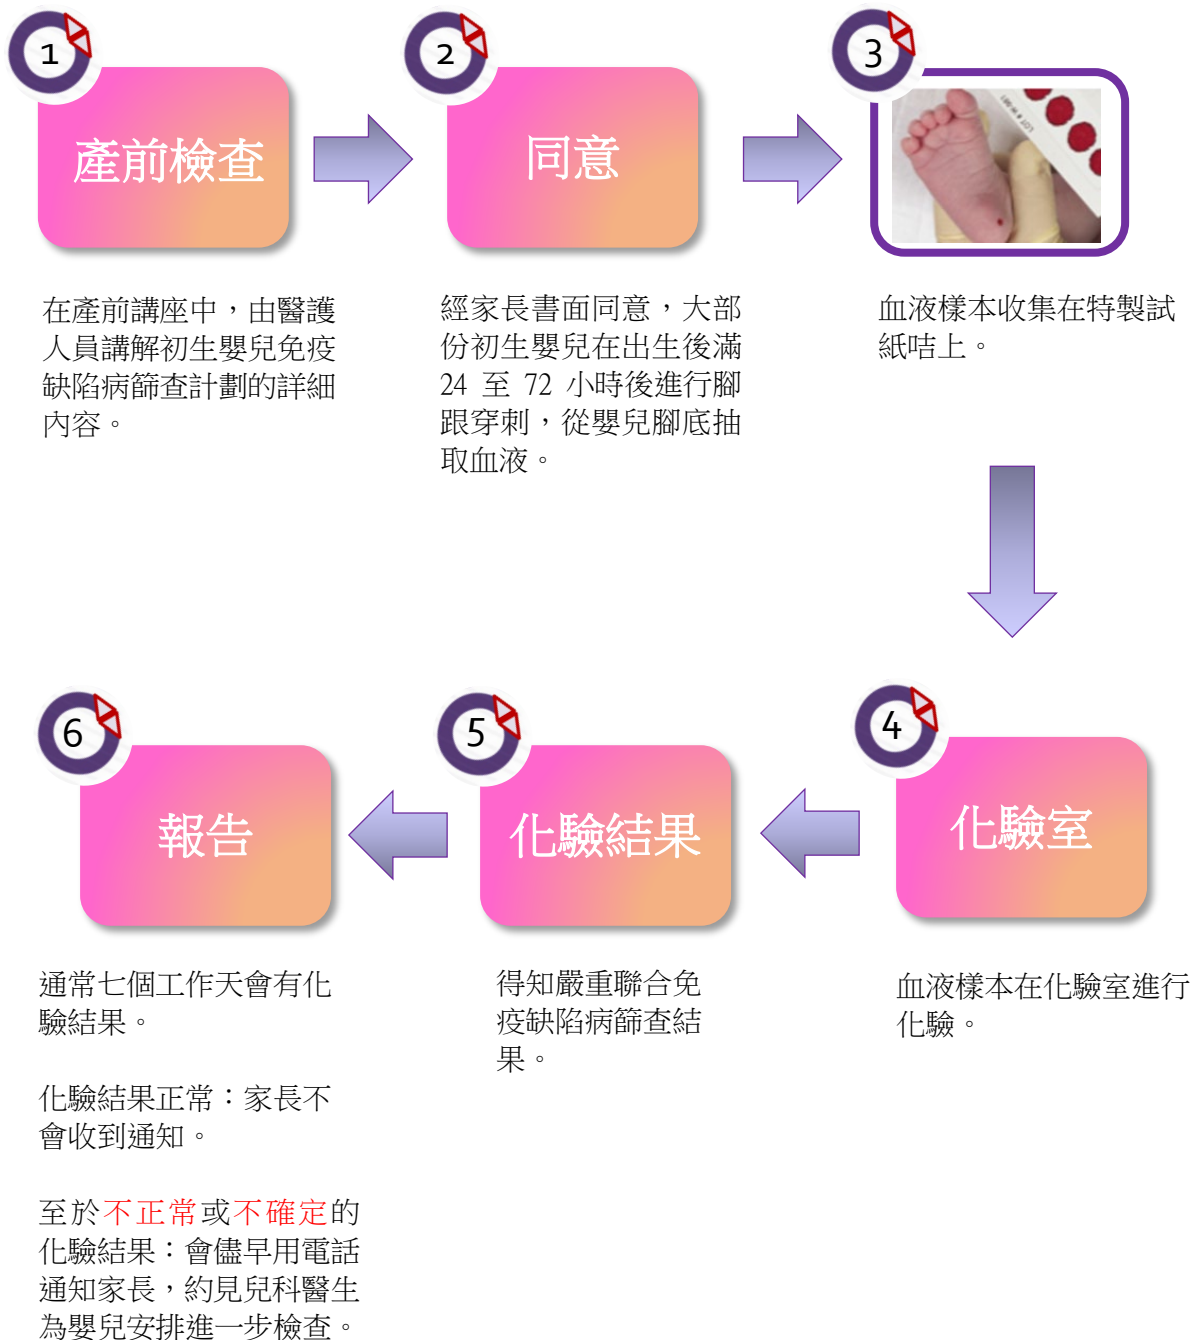 1
產前檢查
在產前講座中，由醫護
人員講解初生嬰兒免疫
缺陷病篩查計劃的詳細
內容。
2
同意
經家長書面同意，大部
份初生嬰兒在出生後滿
24 至 72 小時後進行腳
跟穿刺，從嬰兒腳底抽
取血液。
3
血液樣本收集在特製試
紙咭上。
4
化驗室
血液樣本在化驗室進行
化驗。
5
化驗結果
得知嚴重聯合免
疫缺陷病篩查結
果。
6
報告
通常七個工作天會有化
驗結果。
化驗結果正常：家長不
會收到通知。
至於不正常或不確定的
化驗結果：會儘早用電話
通知家長，約見兒科醫生
為嬰兒安排進一步檢查。